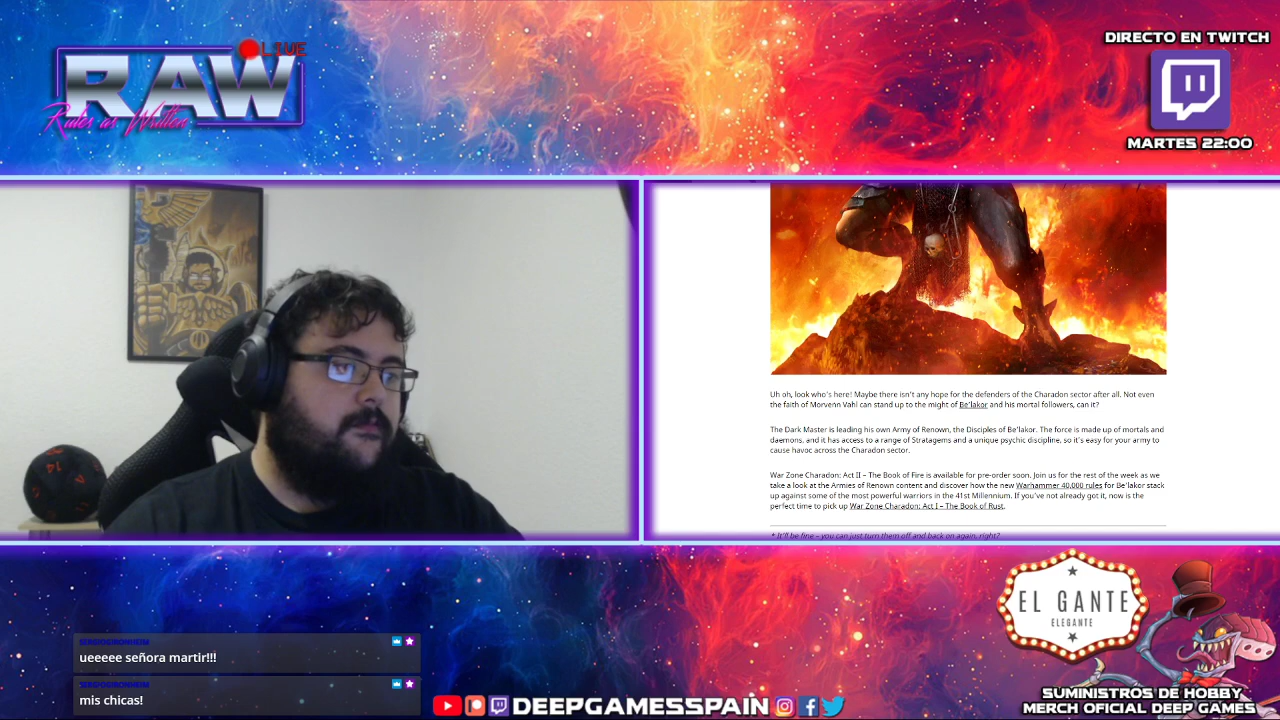 LIVE
RAW
Rules as Written
DIRECTO EN TWITCH
MARTES 22:00
14
Uh oh, look who's here! Maybe there isn't any hope for the defenders of the Charadon sector after all. Not even
the faith of Morvenn Vahl can stand up to the might of Be'lakor and his mortal followers, can it?
The Dark Master is leading his own Army of Renown, the Disciples of Be'lakor. The force is made up of mortals and
daemons, and it has access to a range of Stratagems and a unique psychic discipline, so it's easy for your army to
cause havoc across the Charadon sector.
War Zone Charadon: Act II – The Book of Fire is available for pre-order soon. Join us for the rest of the week as we
take a look at the Armies of Renown content and discover how the new Warhammer 40,000 rules for Be'lakor stack
up against some of the most powerful warriors in the 41st Millennium. If you've not already got it, now is the
perfect time to pick up War Zone Charadon: Act I – The Book of Rust.
* It'll be fine – you can just turn them off and back on again, right?
ueeeee señora martir!!!
mis chicas!
DEEPGAMESSPAIN
EL GANTE
ELEGANTE
SUMINISTROS DE HOBBY
MERCH OFICIAL DEEP GAMES